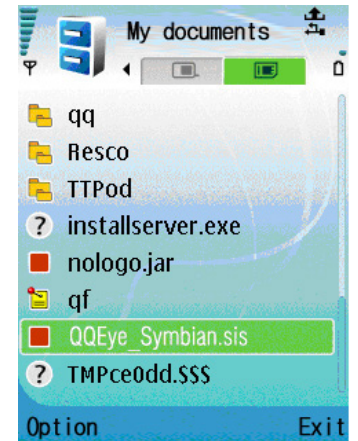 My documents
qq
Resco
TTPod
installserver.exe
nologo.jar
qf
QQEye_Symbian.sis
TMPce0dd.$$$
Option Exit